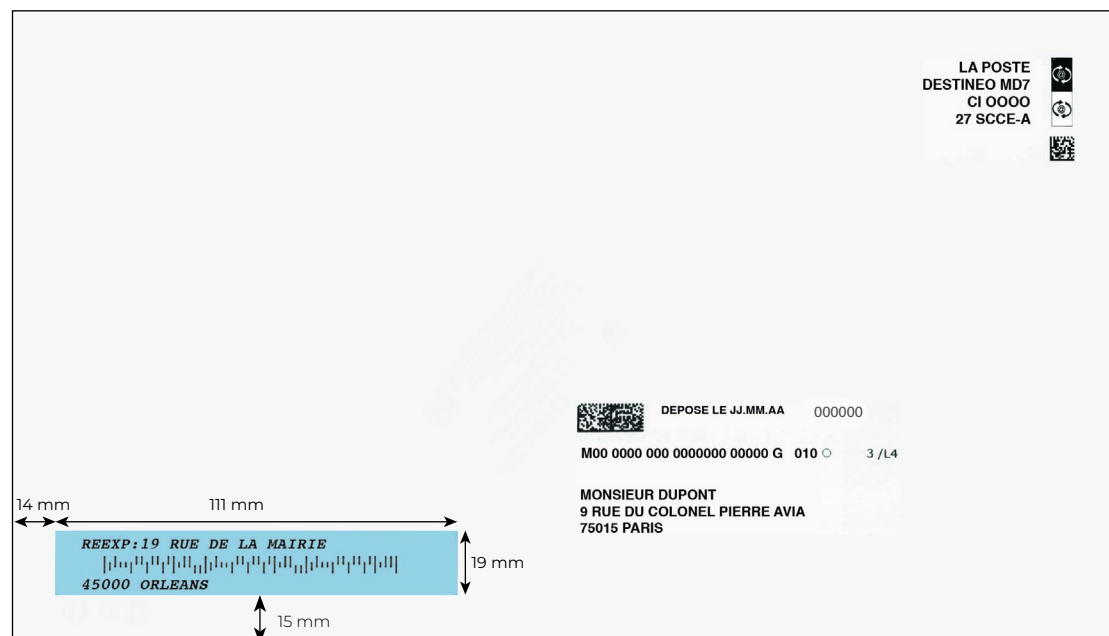 LA POSTE
DESTINEO MD7
CI 0000
27 SCCE-A
DEPOSE LE JJ.MM.AA 000000
M00 0000 000 0000000 00000 G 010 3 /L4
MONSIEUR DUPONT
9 RUE DU COLONEL PIERRE AVIA
75015 PARIS
14 mm
111 mm
REEXP:19 RUE DE LA MAIRIE
45000 ORLEANS
19 mm
15 mm